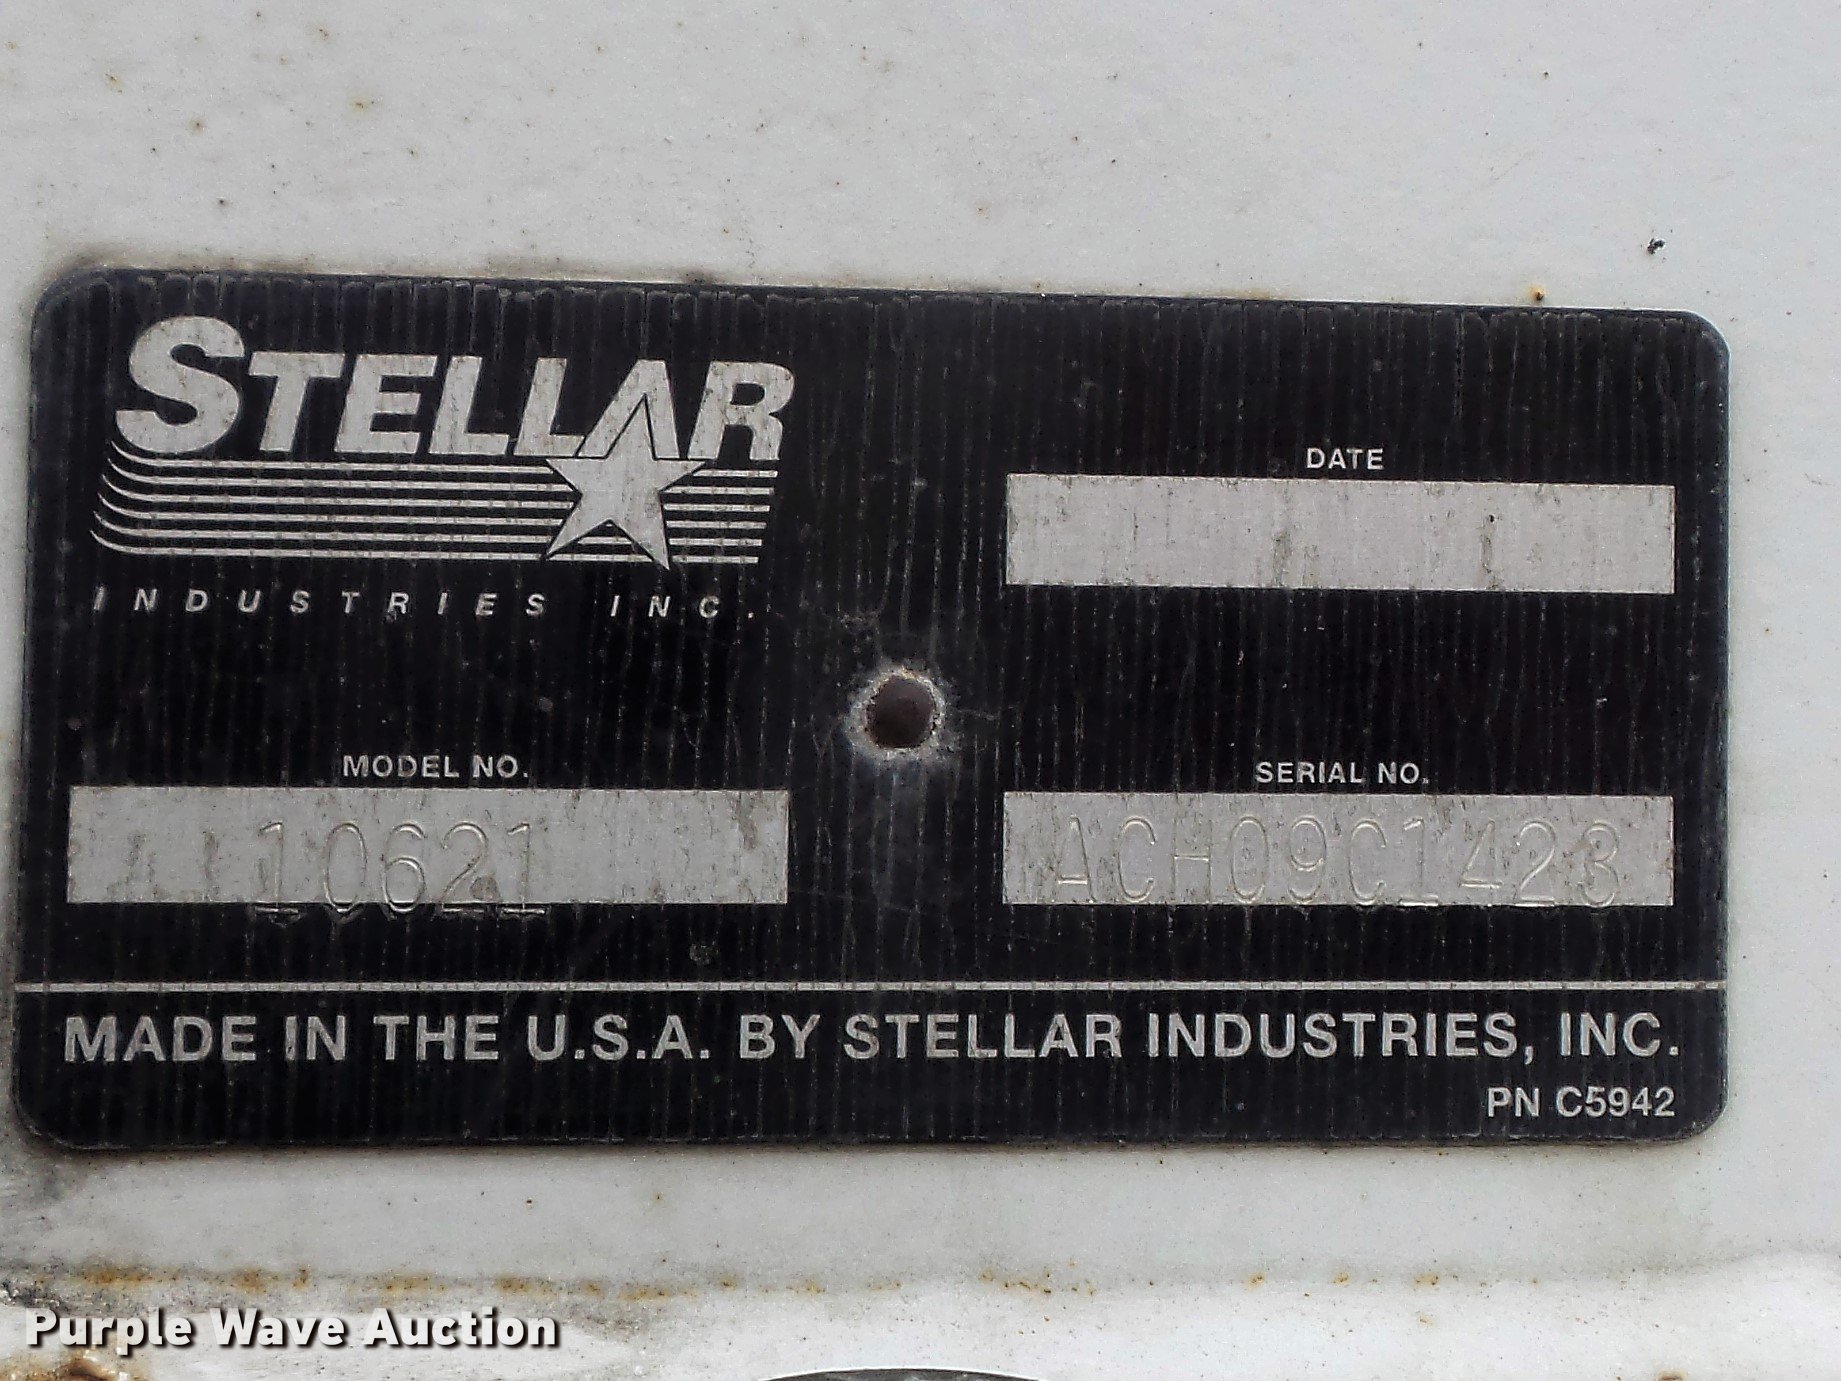 STELLAR
INDUSTRIES INC.
DATE
MODEL NO.
10621
SERIAL NO.
ACH09C1423
MADE IN THE U.S.A. BY STELLAR INDUSTRIES, INC.
PN C5942
Purple Wave Auction